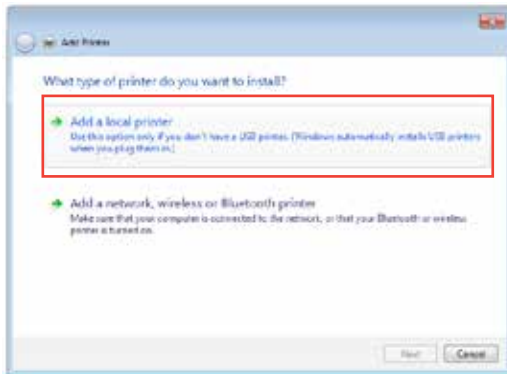 Add Printer
What type of printer do you want to install?
Add a local printer
Use this option only if you don't have a USB printer. (Windows automatically installs USB printers
when you plug them in.)
Add a network, wireless or Bluetooth printer
Make sure that your computer is connected to the network, or that your Bluetooth or wireless
printer is turned on.
Next
Cancel